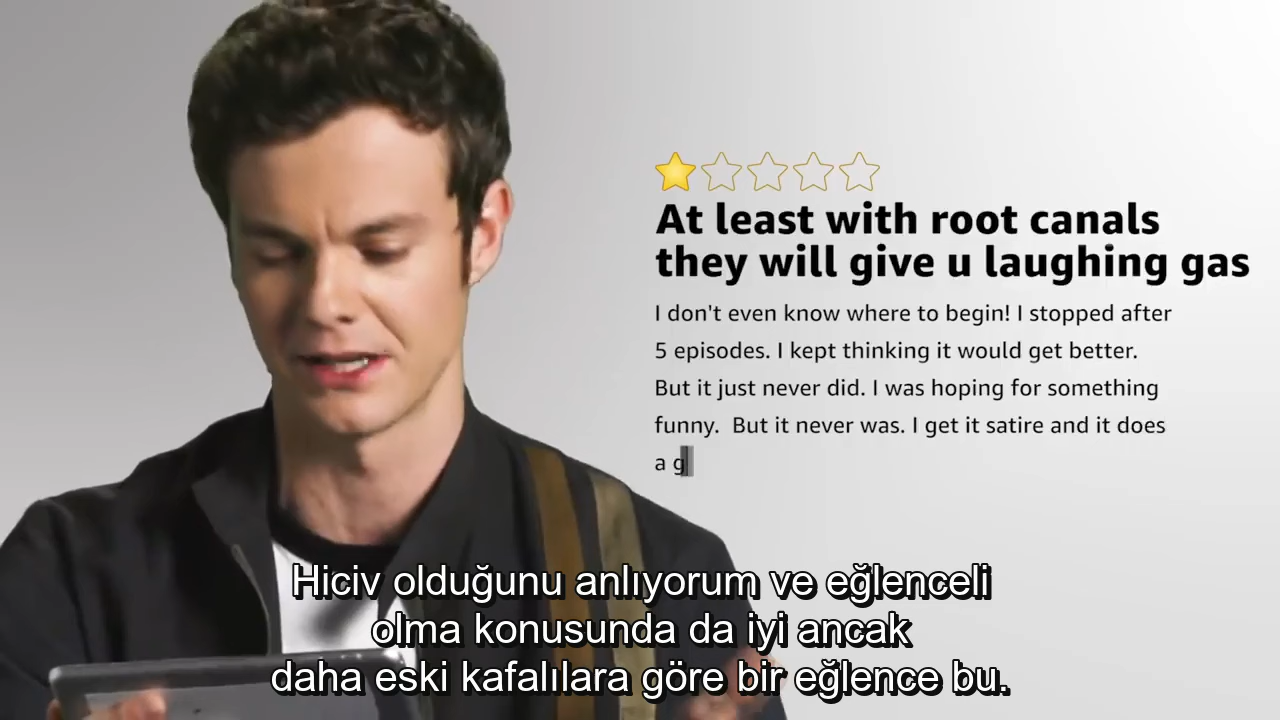 At least with root canals
they will give u laughing gas
I don't even know where to begin! I stopped after
5 episodes. I kept thinking it would get better.
But it just never did. I was hoping for something
funny.  But it never was. I get it satire and it does
a g
Hiciv olduğunu anlıyorum ve eğlenceli
olma konusunda da iyi ancak
daha eski kafalılara göre bir eğlence bu.